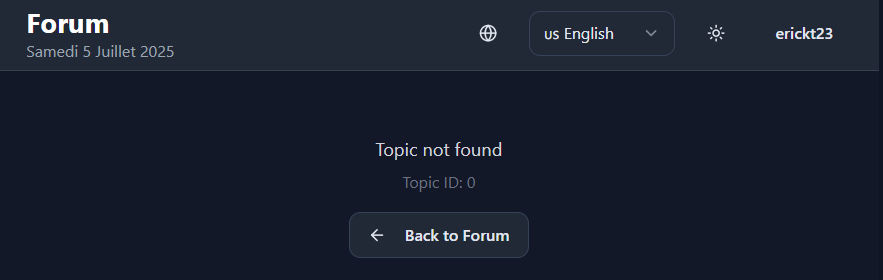 Forum
Samedi 5 Juillet 2025
us English
erickt23
Topic not found
Topic ID: 0
Back to Forum